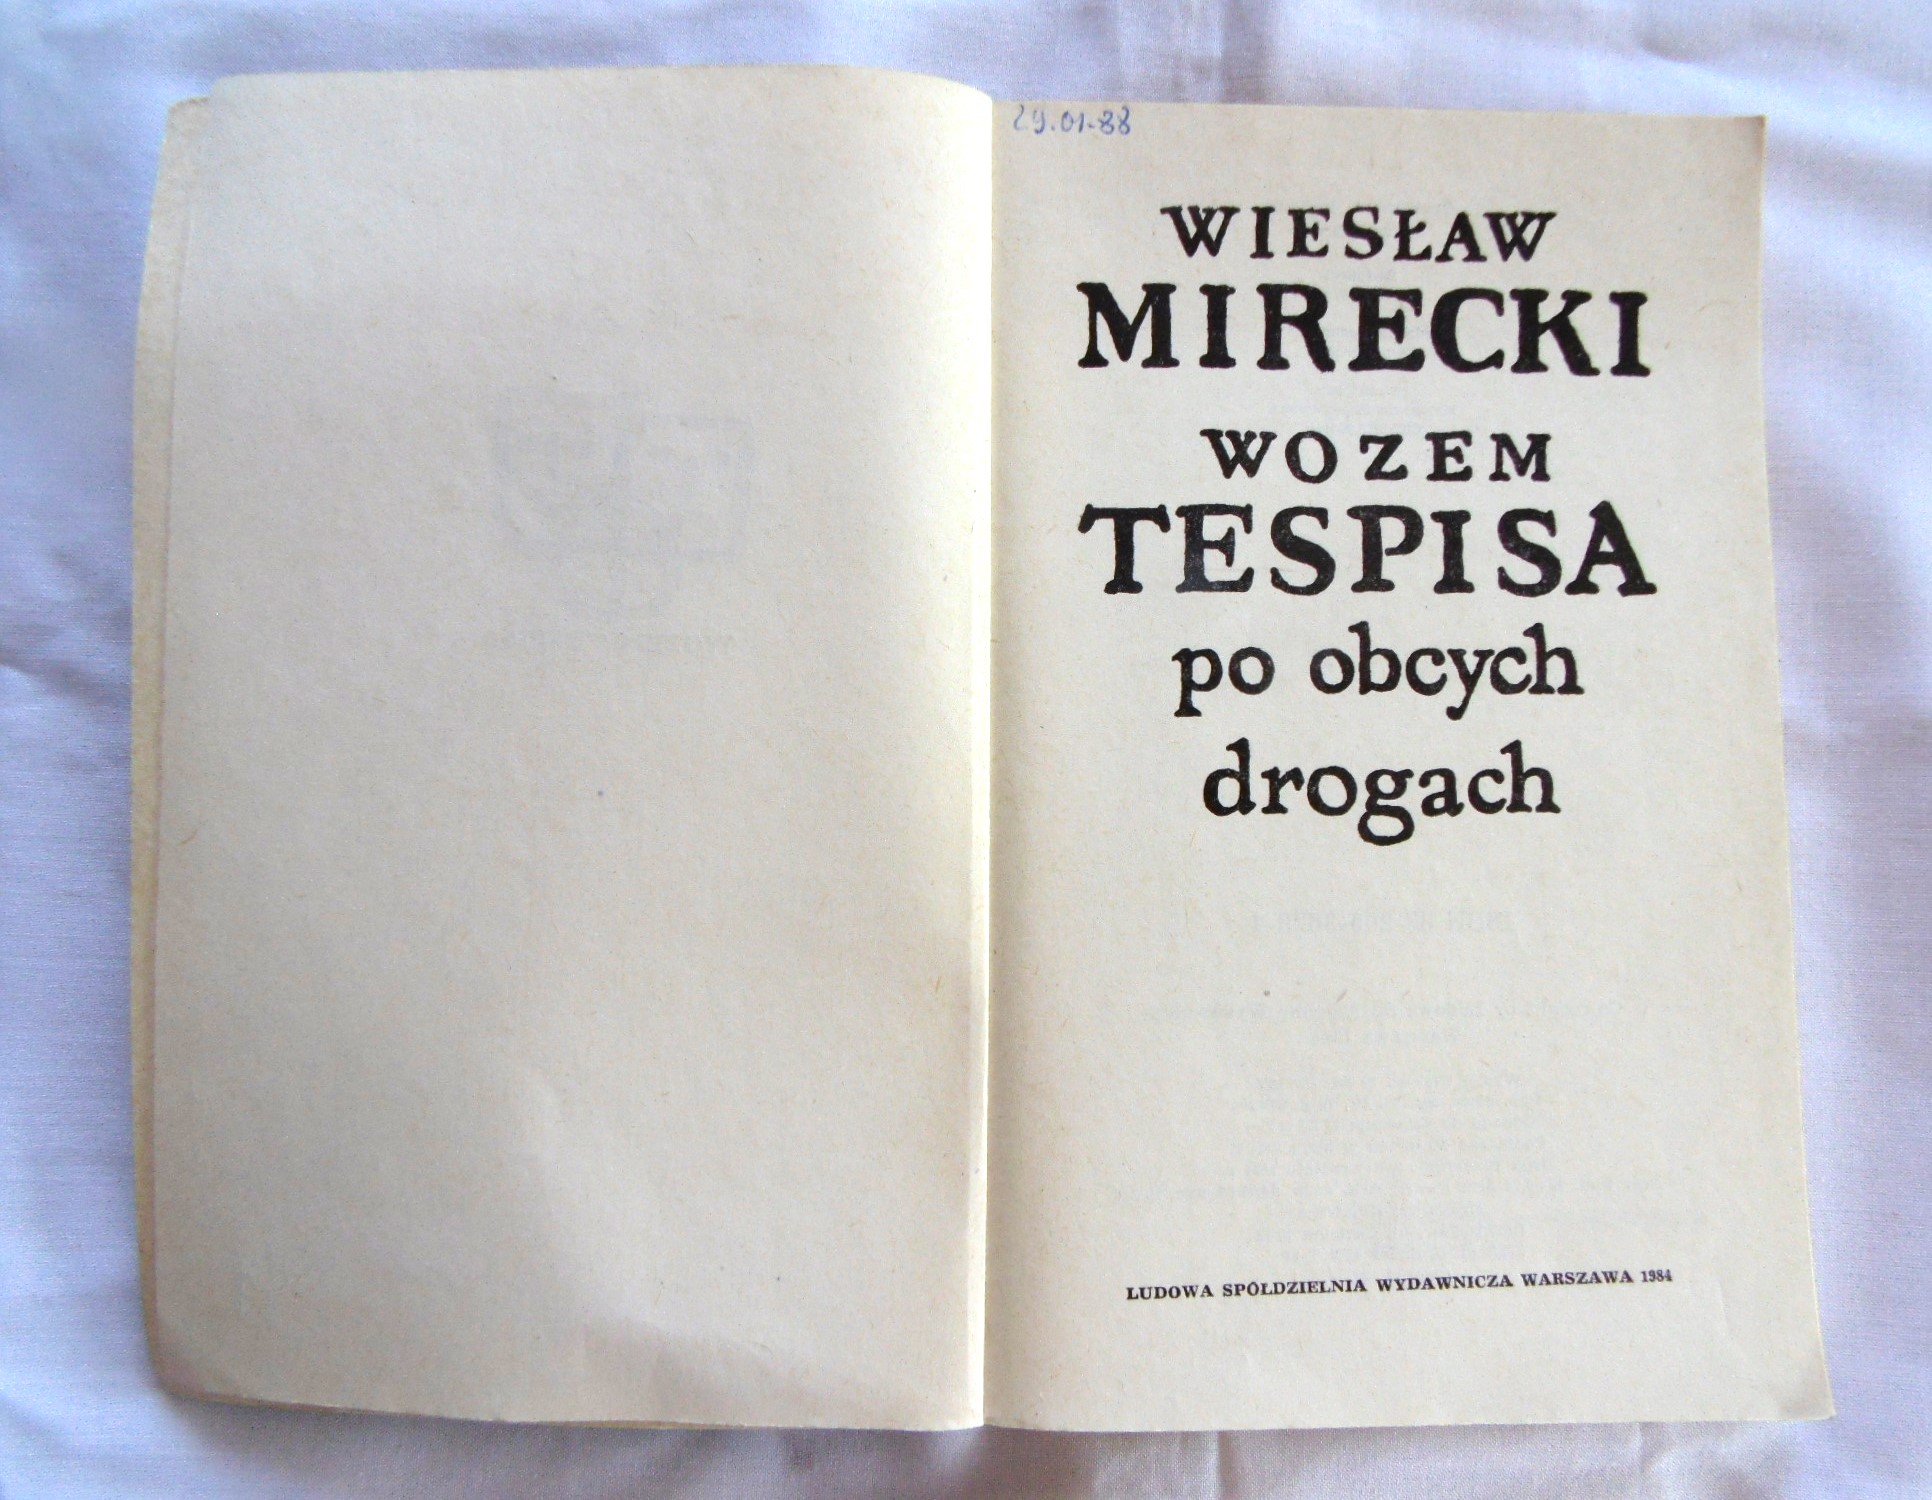 29.01-88
WIESŁAW
MIRECKI
WOZEM
TESPISA
po obcych
drogach
LUDOWA SPÓŁDZIELNIA WYDAWNICZA WARSZAWA 1984